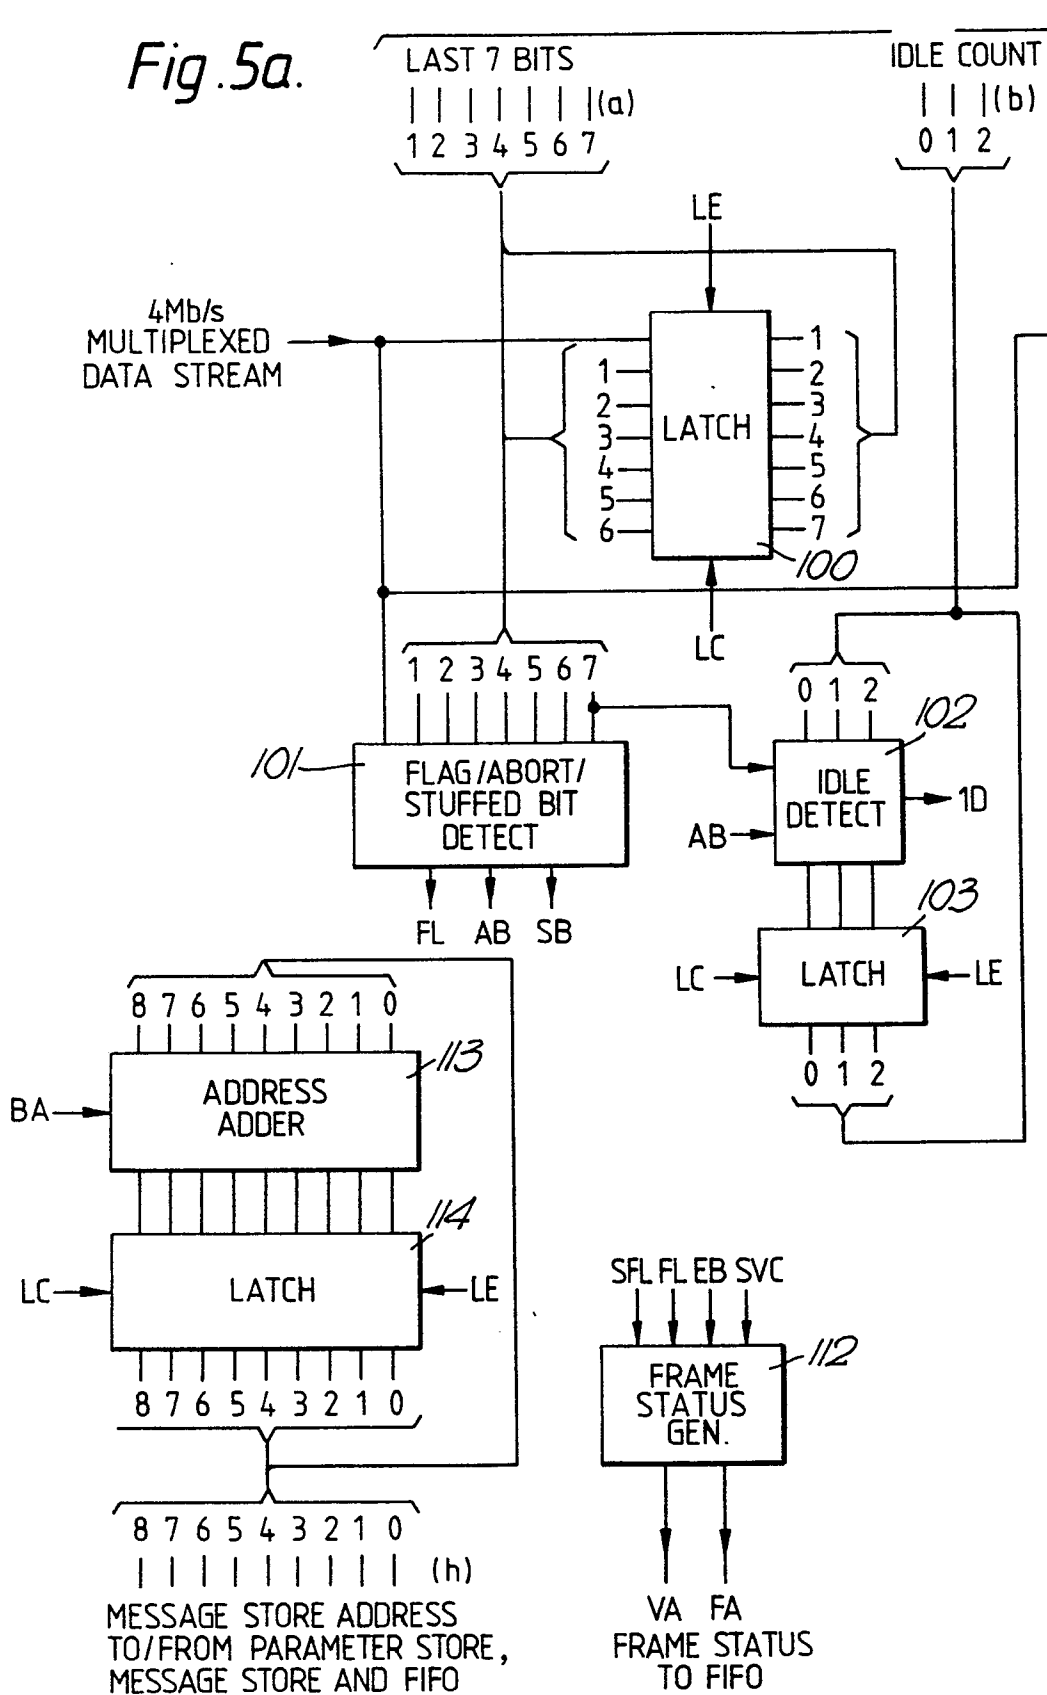 Fig.5a.
LAST 7 BITS
(a)
1 2 3 4 5 6 7
IDLE COUNT
(b)
0 1 2
LE
4Mb/s
MULTIPLEXED
DATA STREAM
1
2
3
4
5
6
LATCH
1
2
3
4
5
6
7
100
LC
1 2 3 4 5 6 7
101
FLAG/ABORT/
STUFFED BIT
DETECT
FL AB SB
0 1 2
102
IDLE
DETECT
AB
1D
103
LC
LATCH
LE
0 1 2
8 7 6 5 4 3 2 1 0
113
BA
ADDRESS
ADDER
114
LC
LATCH
LE
8 7 6 5 4 3 2 1 0
8 7 6 5 4 3 2 1 0
(h)
MESSAGE STORE ADDRESS
TO/FROM PARAMETER STORE,
MESSAGE STORE AND FIFO
SFL FL EB SVC
112
FRAME
STATUS
GEN.
VA FA
FRAME STATUS
TO FIFO